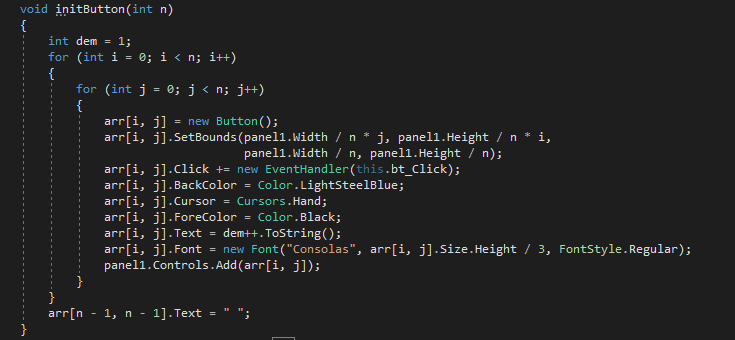 void initButton(int n)
{
int dem = 1;
for (int i = 0; i < n; i++)
{
for (int j = 0; j < n; j++)
{
arr[i, j] = new Button();
arr[i, j].SetBounds(panel1.Width / n * j, panel1.Height / n * i,
panel1.Width / n, panel1.Height / n);
arr[i, j].Click += new EventHandler(this.bt_Click);
arr[i, j].BackColor = Color.LightSteelBlue;
arr[i, j].Cursor = Cursors.Hand;
arr[i, j].ForeColor = Color.Black;
arr[i, j].Text = dem++.ToString();
arr[i, j].Font = new Font("Consolas", arr[i, j].Size.Height / 3, FontStyle.Regular);
panel1.Controls.Add(arr[i, j]);
}
}
arr[n - 1, n - 1].Text = " ";
}